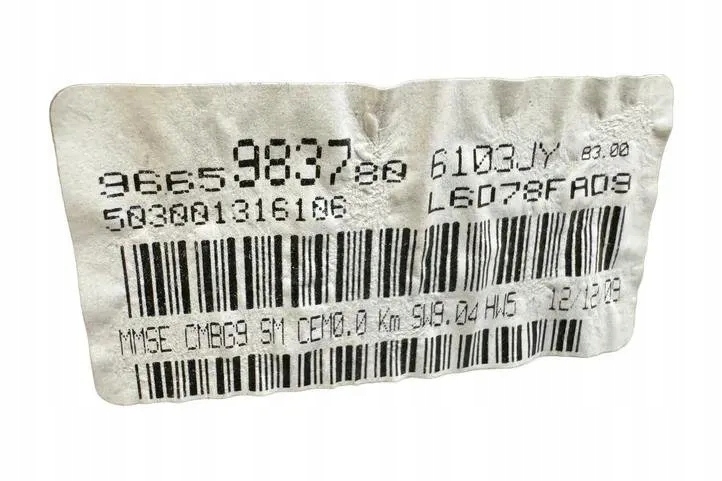 9665983780 6103JY 83.00
503001316106 L6D78FAD9
MMSE CMBG9 SM CEM0.0 Km SW9.04 HW5 12/12 09